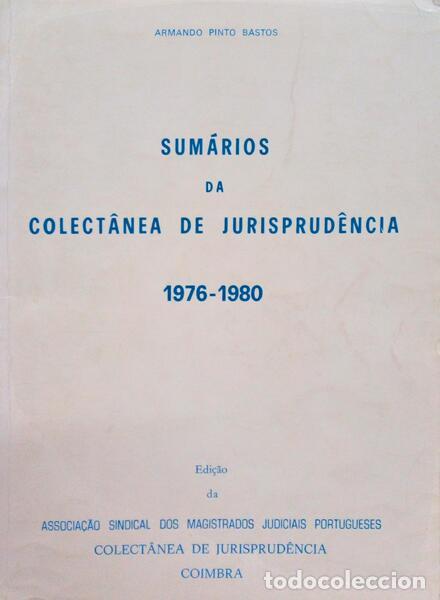 ARMANDO PINTO BASTOS
SUMÁRIOS
DA
COLECTÂNEA DE JURISPRUDÊNCIA
1976-1980
Edição
da
ASSOCIAÇÃO SINDICAL DOS MAGISTRADOS JUDICIAIS PORTUGUESES
COLECTÂNEA DE JURISPRUDÊNCIA
COIMBRA
todocoleccion